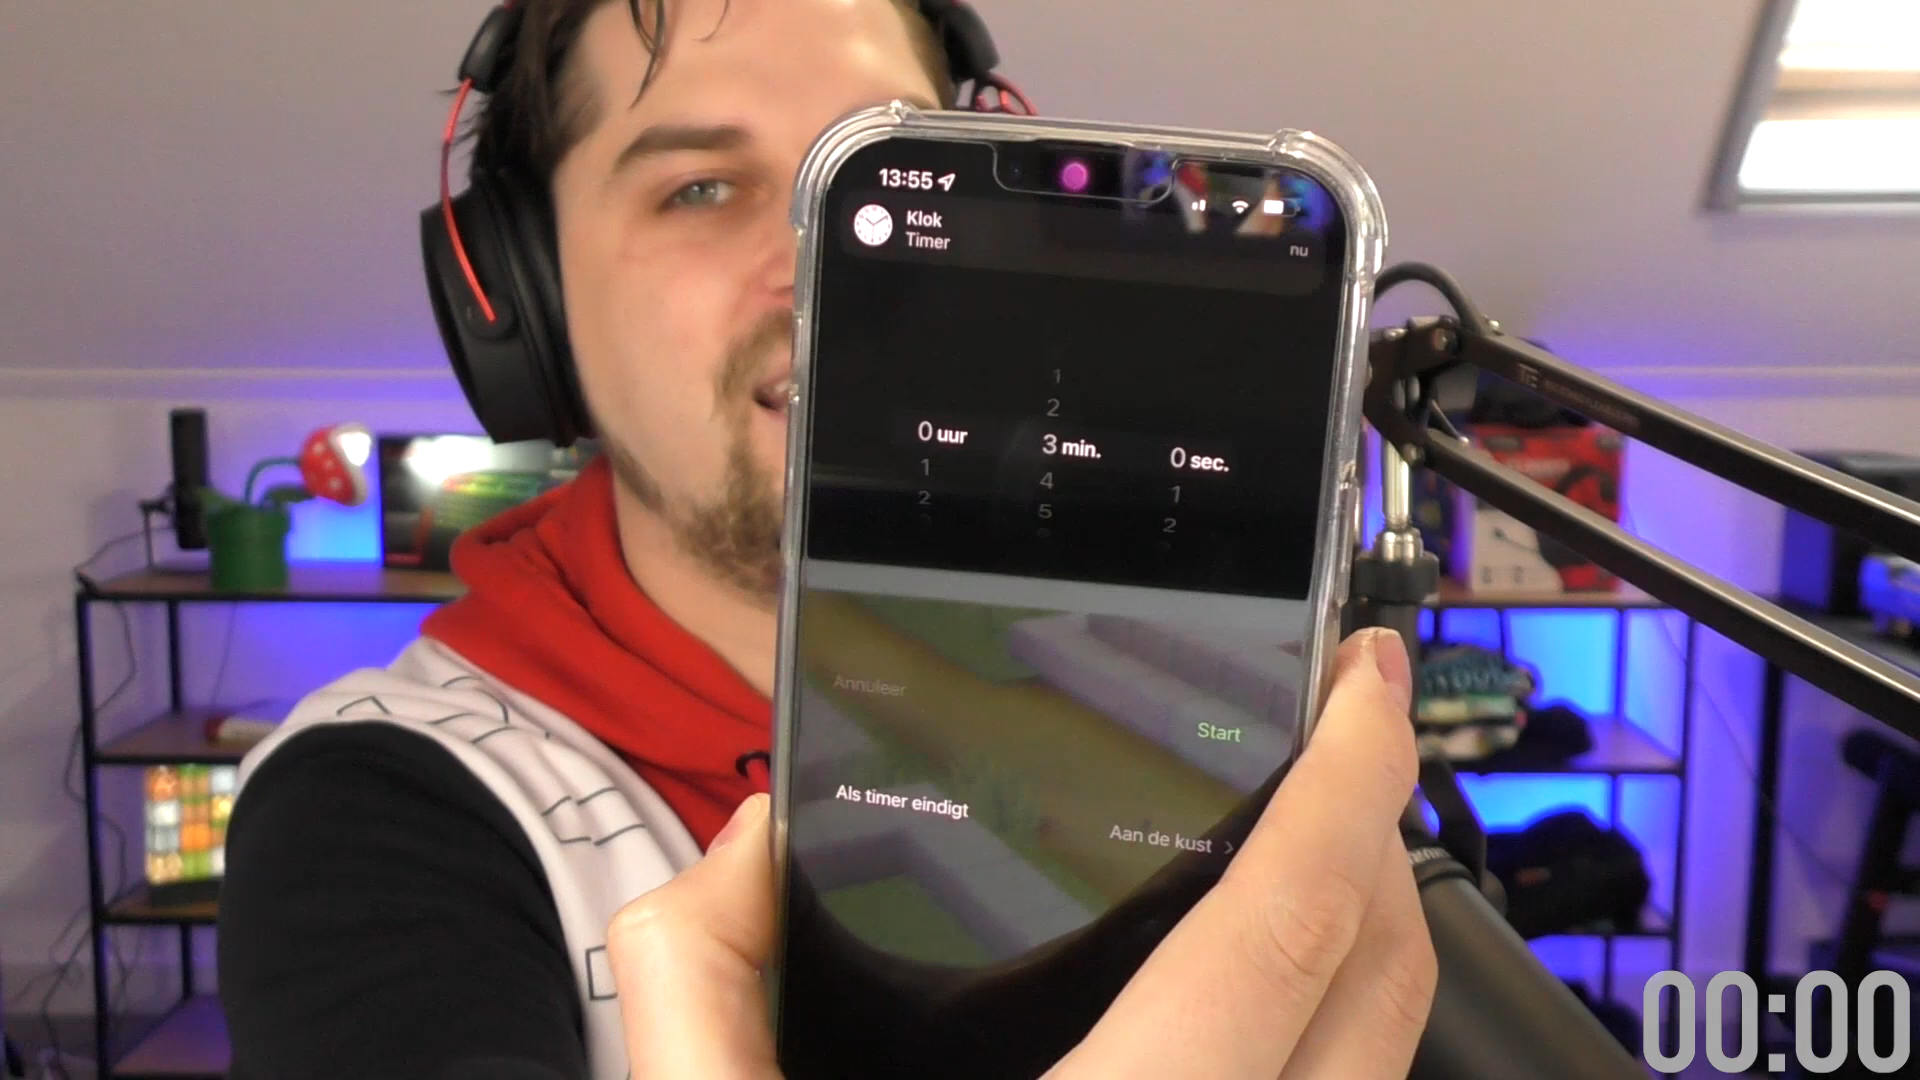 13:55
Klok
Timer
nu
1
2
0 uur 3 min. 0 sec.
1 4 1
2 5 2
Annuleer
Start
Als timer eindigt
Aan de kust >
00:00